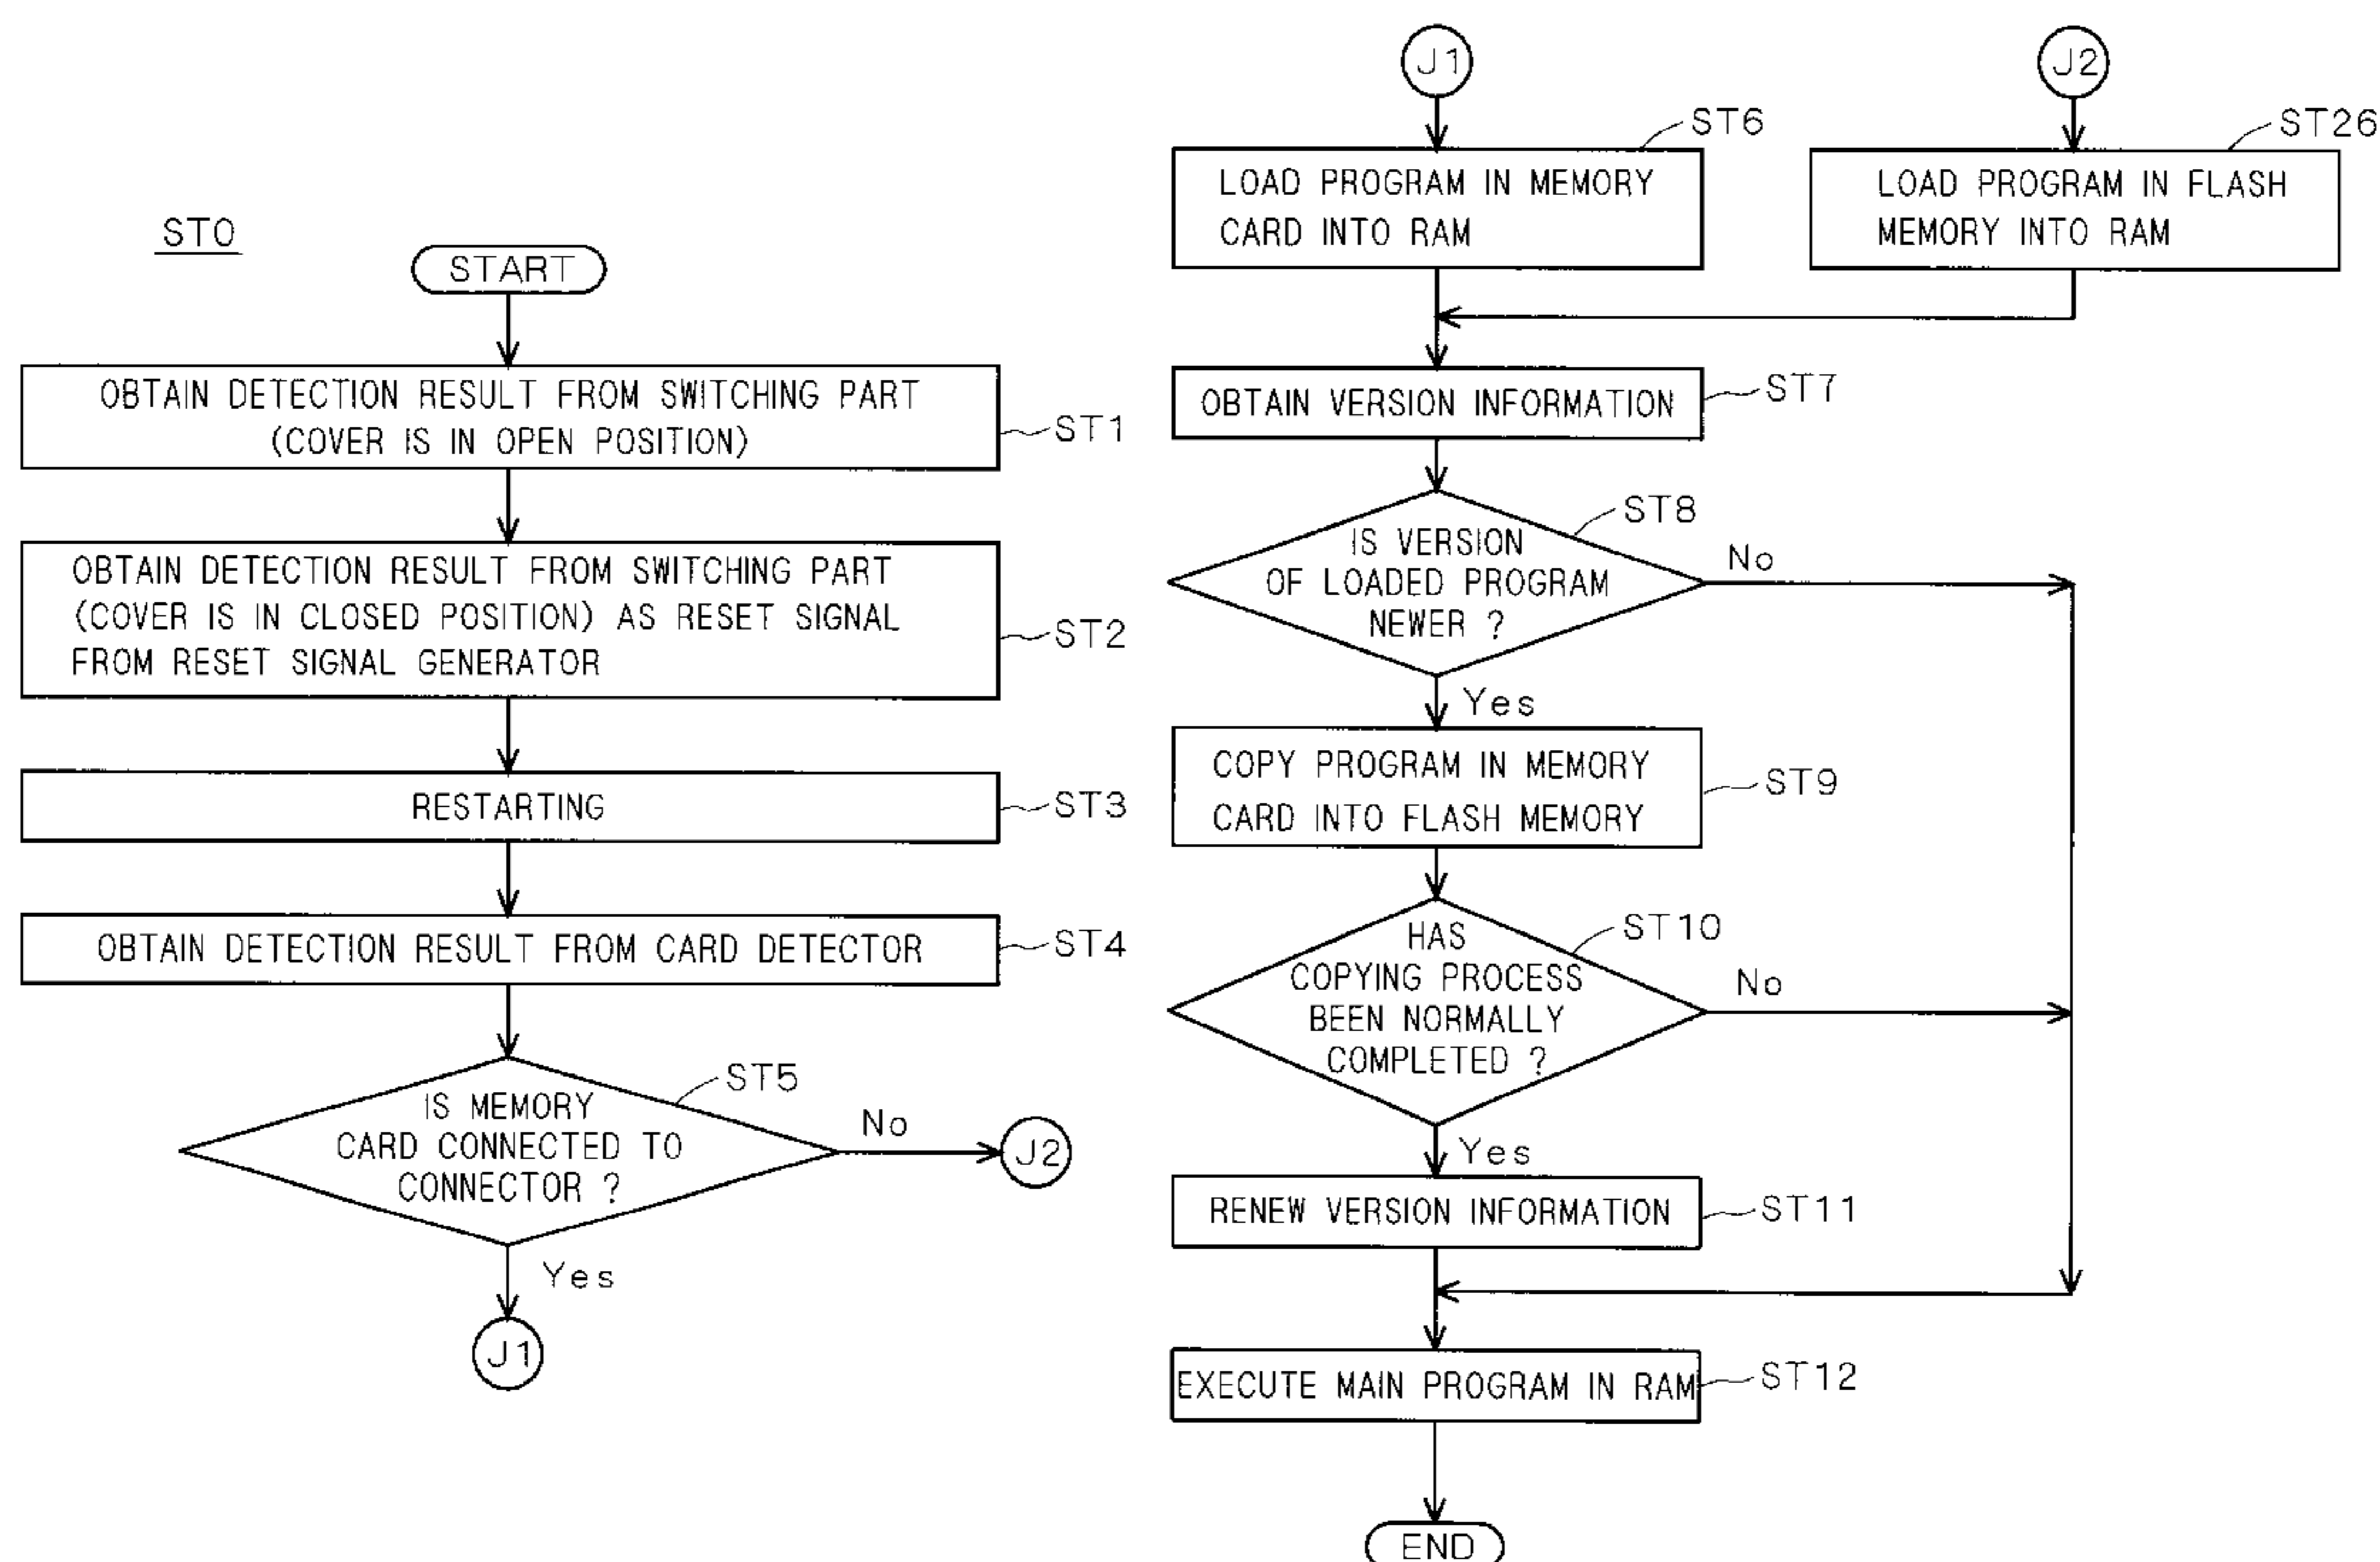 ST0
START
OBTAIN DETECTION RESULT FROM SWITCHING PART
(COVER IS IN OPEN POSITION)
ST1
OBTAIN DETECTION RESULT FROM SWITCHING PART
(COVER IS IN CLOSED POSITION) AS RESET SIGNAL
FROM RESET SIGNAL GENERATOR
ST2
RESTARTING
ST3
OBTAIN DETECTION RESULT FROM CARD DETECTOR
ST4
IS MEMORY
CARD CONNECTED TO
CONNECTOR ?
ST5
No
J2
Yes
J1
J1
ST6
LOAD PROGRAM IN MEMORY
CARD INTO RAM
J2
ST26
LOAD PROGRAM IN FLASH
MEMORY INTO RAM
OBTAIN VERSION INFORMATION
ST7
IS VERSION
OF LOADED PROGRAM
NEWER ?
ST8
No
Yes
COPY PROGRAM IN MEMORY
CARD INTO FLASH MEMORY
ST9
HAS
COPYING PROCESS
BEEN NORMALLY
COMPLETED ?
ST10
No
Yes
RENEW VERSION INFORMATION
ST11
EXECUTE MAIN PROGRAM IN RAM
ST12
END